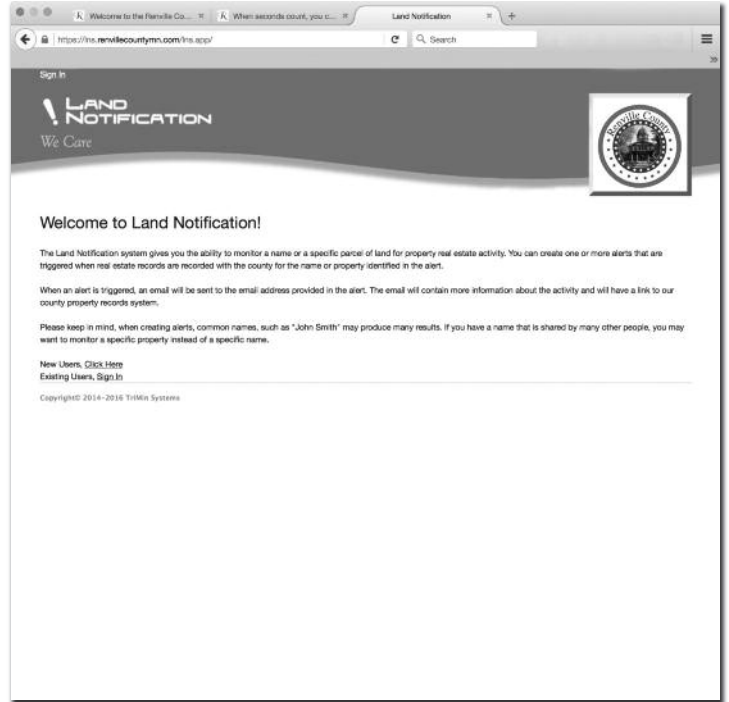 Welcome to the Renville Co...
When seconds count, you c...
Land Notification
https://lns.renvillecountymn.com/lns.app/
Search
Sign In
! LAND
NOTIFICATION
We Care
Renville County
Welcome to Land Notification!
The Land Notification system gives you the ability to monitor a name or a specific parcel of land for property real estate activity. You can create one or more alerts that are
triggered when real estate records are recorded with the county for the name or property identified in the alert.
When an alert is triggered, an email will be sent to the email address provided in the alert. The email will contain more information about the activity and will have a link to our
county property records system.
Please keep in mind, when creating alerts, common names, such as "John Smith" may produce many results. If you have a name that is shared by many other people, you may
want to monitor a specific property instead of a specific name.
New Users, Click Here
Existing Users, Sign In
Copyright© 2014-2016 TriMin Systems